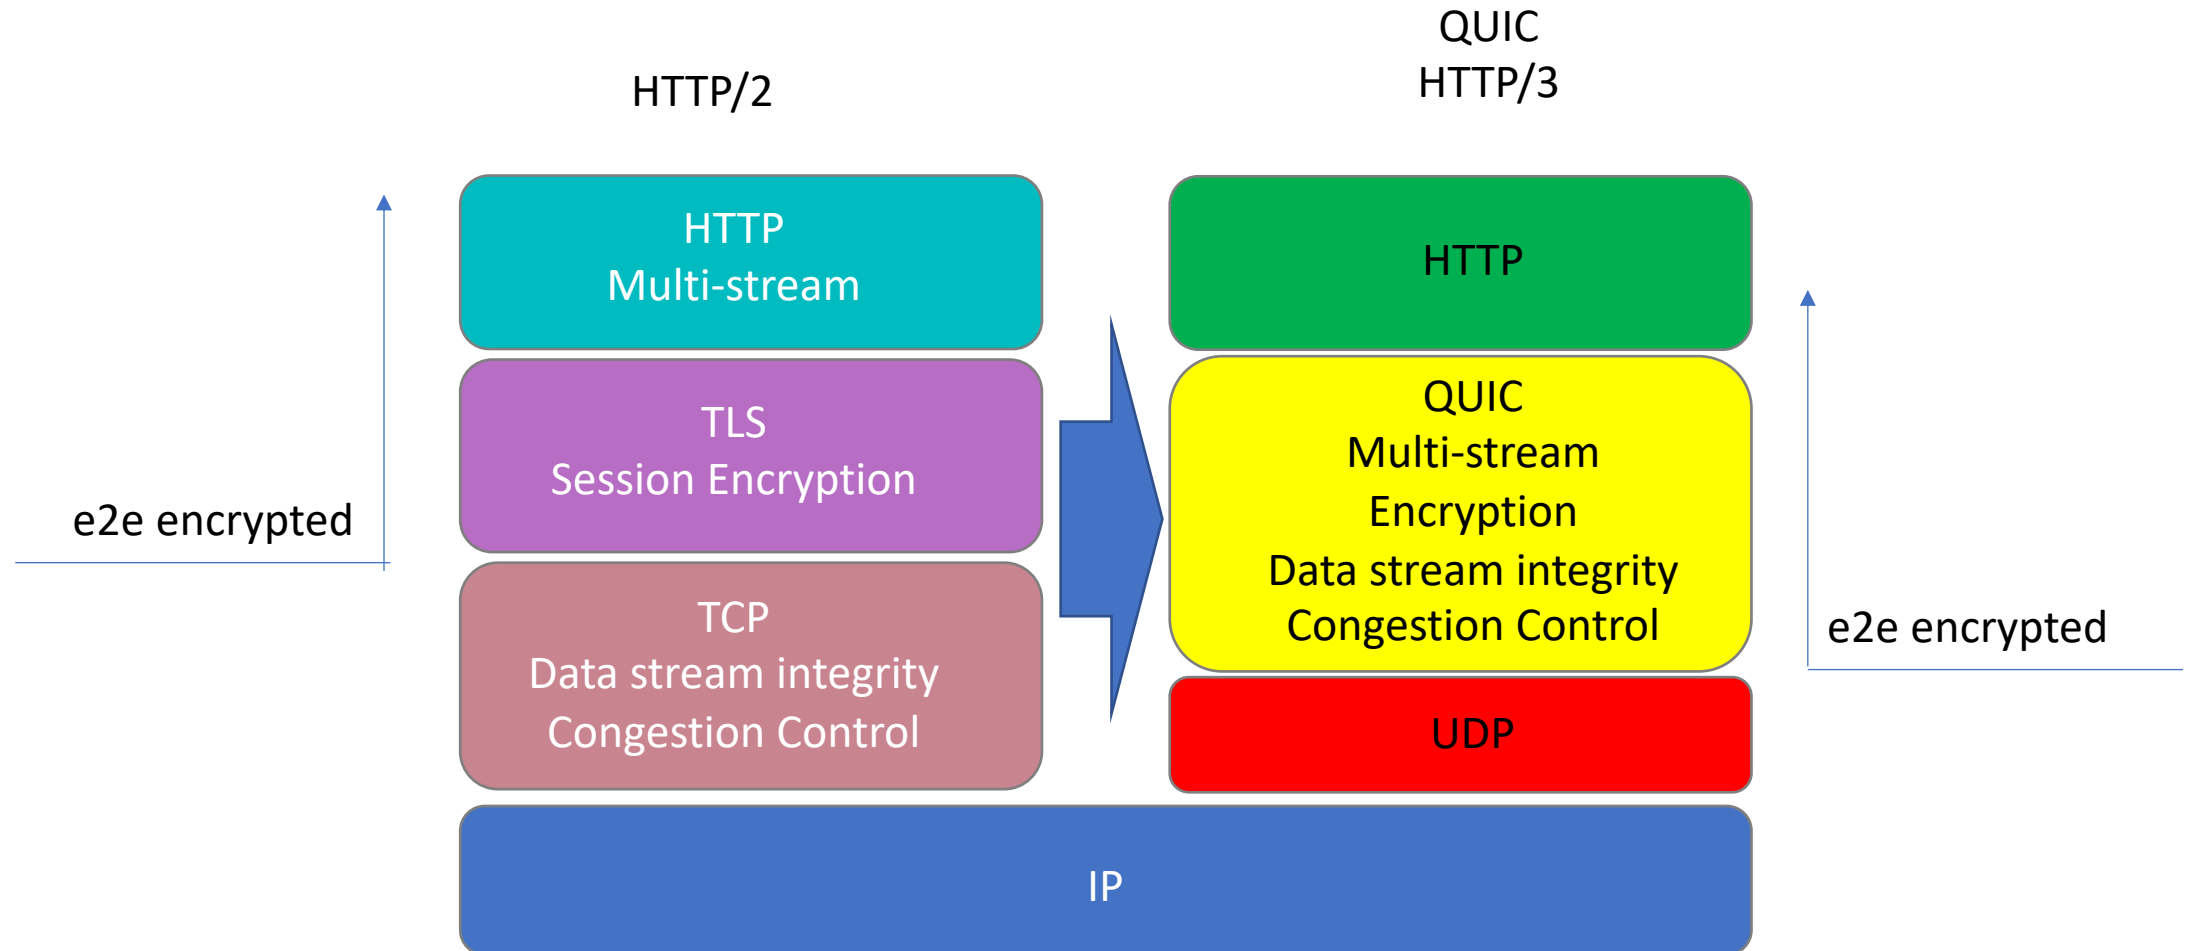 HTTP/2
QUIC
HTTP/3
HTTP
Multi-stream
TLS
Session Encryption
e2e encrypted
TCP
Data stream integrity
Congestion Control
HTTP
QUIC
Multi-stream
Encryption
Data stream integrity
Congestion Control
e2e encrypted
UDP
IP